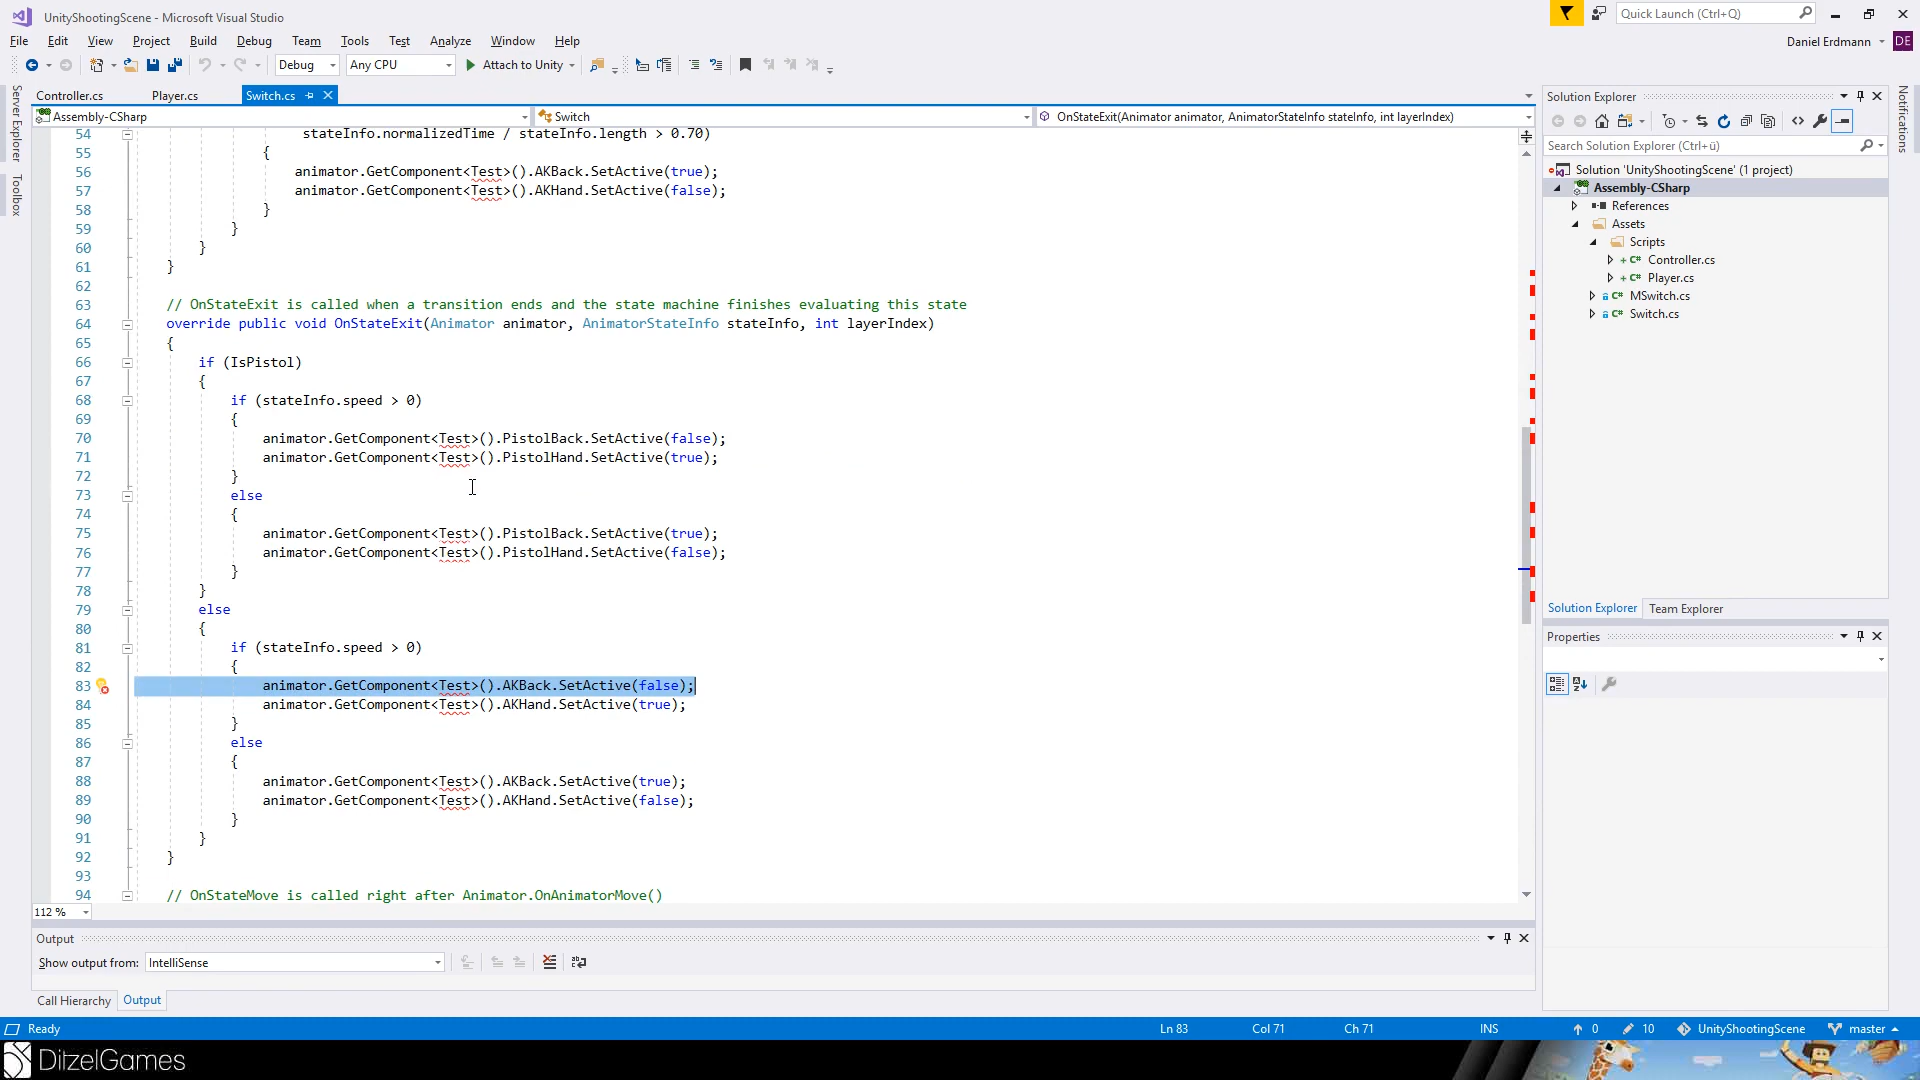 UnityShootingScene - Microsoft Visual Studio
Quick Launch (Ctrl+Q)
File Edit View Project Build Debug Team Tools Test Analyze Window Help
Daniel Erdmann DE
Debug Any CPU Attach to Unity
Server Explorer
Toolbox
Controller.cs Player.cs Switch.cs
Assembly-CSharp Switch OnStateExit(Animator animator, AnimatorStateInfo stateInfo, int layerIndex)
54 stateInfo.normalizedTime / stateInfo.length > 0.70)
55 {
56 animator.GetComponent<Test>().AKBack.SetActive(true);
57 animator.GetComponent<Test>().AKHand.SetActive(false);
58 }
59 }
60 }
61 }
62
63 // OnStateExit is called when a transition ends and the state machine finishes evaluating this state
64 override public void OnStateExit(Animator animator, AnimatorStateInfo stateInfo, int layerIndex)
65 {
66 if (IsPistol)
67 {
68 if (stateInfo.speed > 0)
69 {
70 animator.GetComponent<Test>().PistolBack.SetActive(false);
71 animator.GetComponent<Test>().PistolHand.SetActive(true);
72 }
73 else
74 {
75 animator.GetComponent<Test>().PistolBack.SetActive(true);
76 animator.GetComponent<Test>().PistolHand.SetActive(false);
77 }
78 }
79 else
80 {
81 if (stateInfo.speed > 0)
82 {
83 animator.GetComponent<Test>().AKBack.SetActive(false);
84 animator.GetComponent<Test>().AKHand.SetActive(true);
85 }
86 else
87 {
88 animator.GetComponent<Test>().AKBack.SetActive(true);
89 animator.GetComponent<Test>().AKHand.SetActive(false);
90 }
91 }
92 }
93
94 // OnStateMove is called right after Animator.OnAnimatorMove()
112 %
Output
Show output from: IntelliSense
Call Hierarchy Output
Solution Explorer
Search Solution Explorer (Ctrl+ü)
Solution 'UnityShootingScene' (1 project)
Assembly-CSharp
References
Assets
Scripts
C# Controller.cs
C# Player.cs
C# MSwitch.cs
C# Switch.cs
Solution Explorer Team Explorer
Properties
Notifications
Ready Ln 83 Col 71 Ch 71 INS 0 10 UnityShootingScene master
DitzelGames